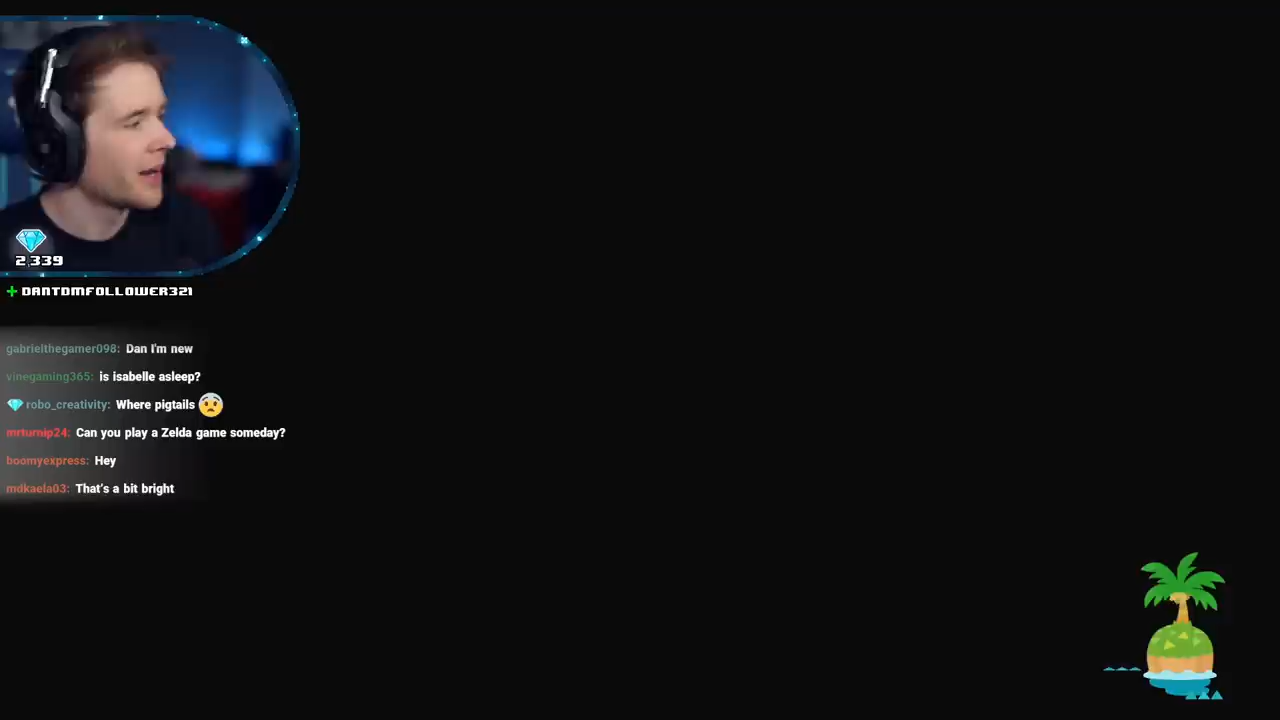 2,339
+ DANTDMFOLLOWER321
gabrielthegamer098: Dan I'm new
vinegaming365: is isabelle asleep?
robo_creativity: Where pigtails 😨
mrturnip24: Can you play a Zelda game someday?
boomyexpress: Hey
mdkaela03: That's a bit bright